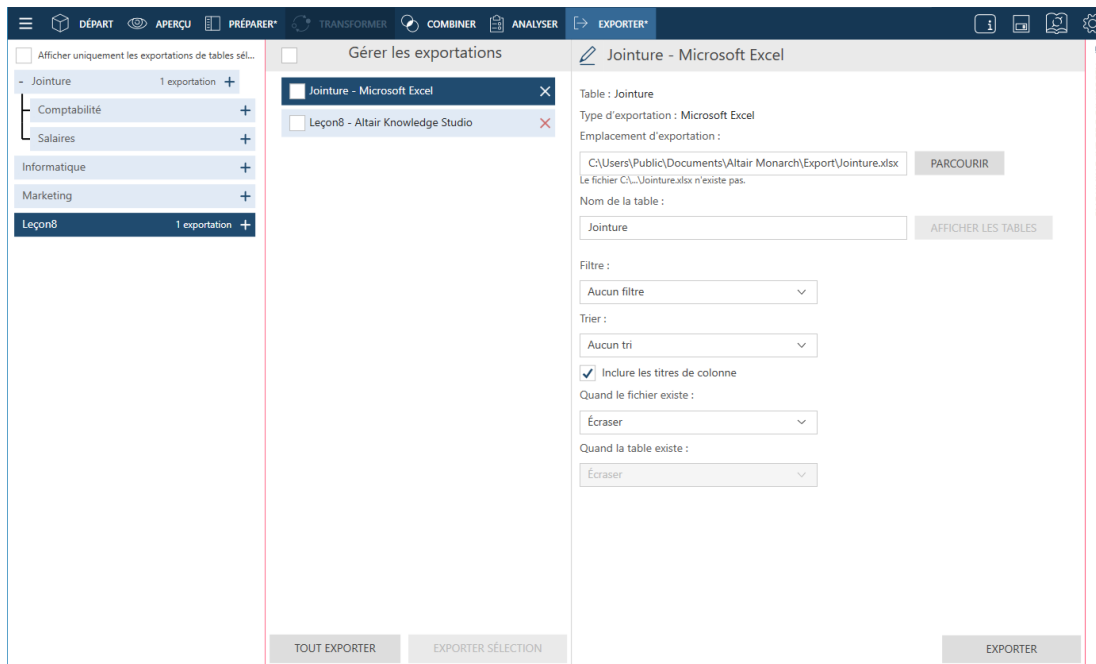 DÉPART APERÇU PRÉPARER* TRANSFORMER COMBINER ANALYSER EXPORTER*
Afficher uniquement les exportations de tables sél...
- Jointure 1 exportation +
Comptabilité +
Salaires +
Informatique +
Marketing +
Leçon8 1 exportation +
Gérer les exportations
Jointure - Microsoft Excel
Leçon8 - Altair Knowledge Studio
TOUT EXPORTER EXPORTER SÉLECTION
Jointure - Microsoft Excel
Table : Jointure
Type d'exportation : Microsoft Excel
Emplacement d'exportation :
C:\Users\Public\Documents\Altair Monarch\Export\Jointure.xlsx PARCOURIR
Le fichier C:\...\Jointure.xlsx n'existe pas.
Nom de la table :
Jointure AFFICHER LES TABLES
Filtre :
Aucun filtre
Trier :
Aucun tri
Inclure les titres de colonne
Quand le fichier existe :
Écraser
Quand la table existe :
Écraser
EXPORTER